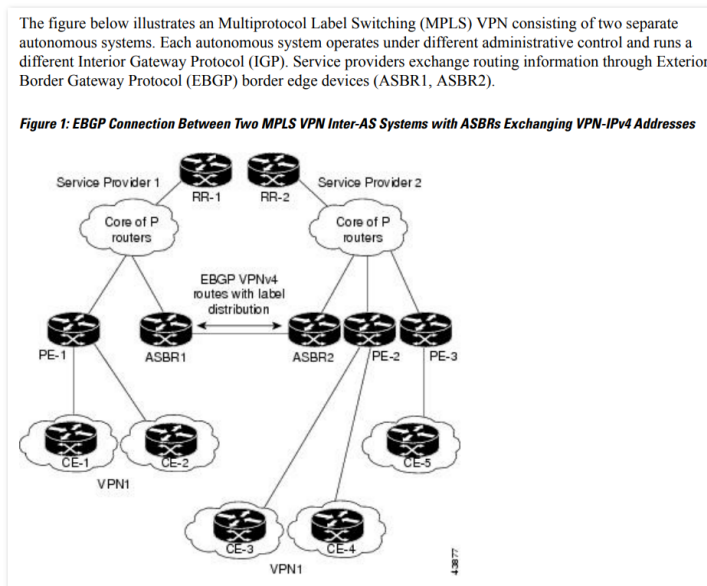 The figure below illustrates an Multiprotocol Label Switching (MPLS) VPN consisting of two separate
autonomous systems. Each autonomous system operates under different administrative control and runs a
different Interior Gateway Protocol (IGP). Service providers exchange routing information through Exterior
Border Gateway Protocol (EBGP) border edge devices (ASBR1, ASBR2).
Figure 1: EBGP Connection Between Two MPLS VPN Inter-AS Systems with ASBRs Exchanging VPN-IPv4 Addresses
Service Provider 1
RR-1
RR-2
Service Provider 2
Core of P
routers
Core of P
routers
EBGP VPNv4
routes with label
distribution
PE-1
ASBR1
ASBR2
PE-2
PE-3
CE-1
CE-2
CE-5
VPN1
CE-3
CE-4
VPN1
43877